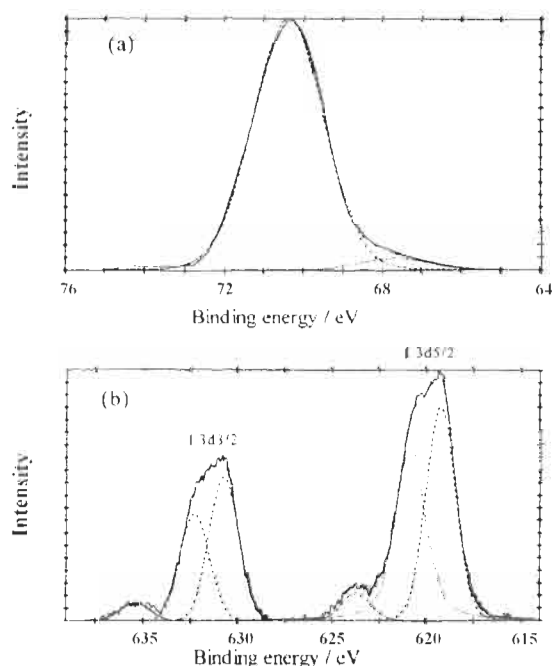 (a)
Intensity
76
72
68
64
Binding energy / eV
I 3d5/2
(b)
I 3d3/2
Intensity
635
630
625
620
615
Binding energy / eV